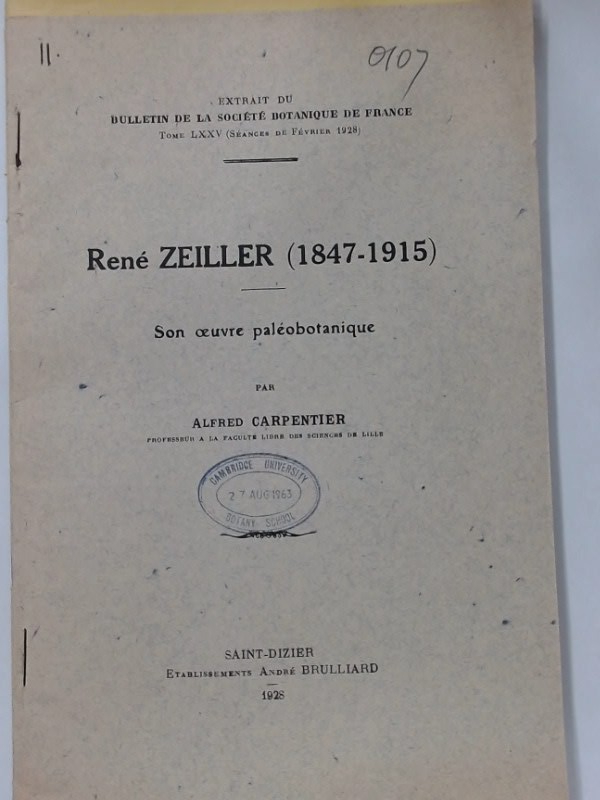 11.
0107
EXTRAIT DU
BULLETIN DE LA SOCIÉTÉ BOTANIQUE DE FRANCE
TOME LXXV (SÉANCES DE FÉVRIER 1928)
René ZEILLER (1847-1915)
Son œuvre paléobotanique
PAR
ALFRED CARPENTIER
PROFESSEUR A LA FACULTÉ LIBRE DES SCIENCES DE LILLE
CAMBRIDGE UNIVERSITY
27 AUG 1963
BOTANY SCHOOL
SAINT-DIZIER
ETABLISSEMENTS ANDRÉ BRULLIARD
1928